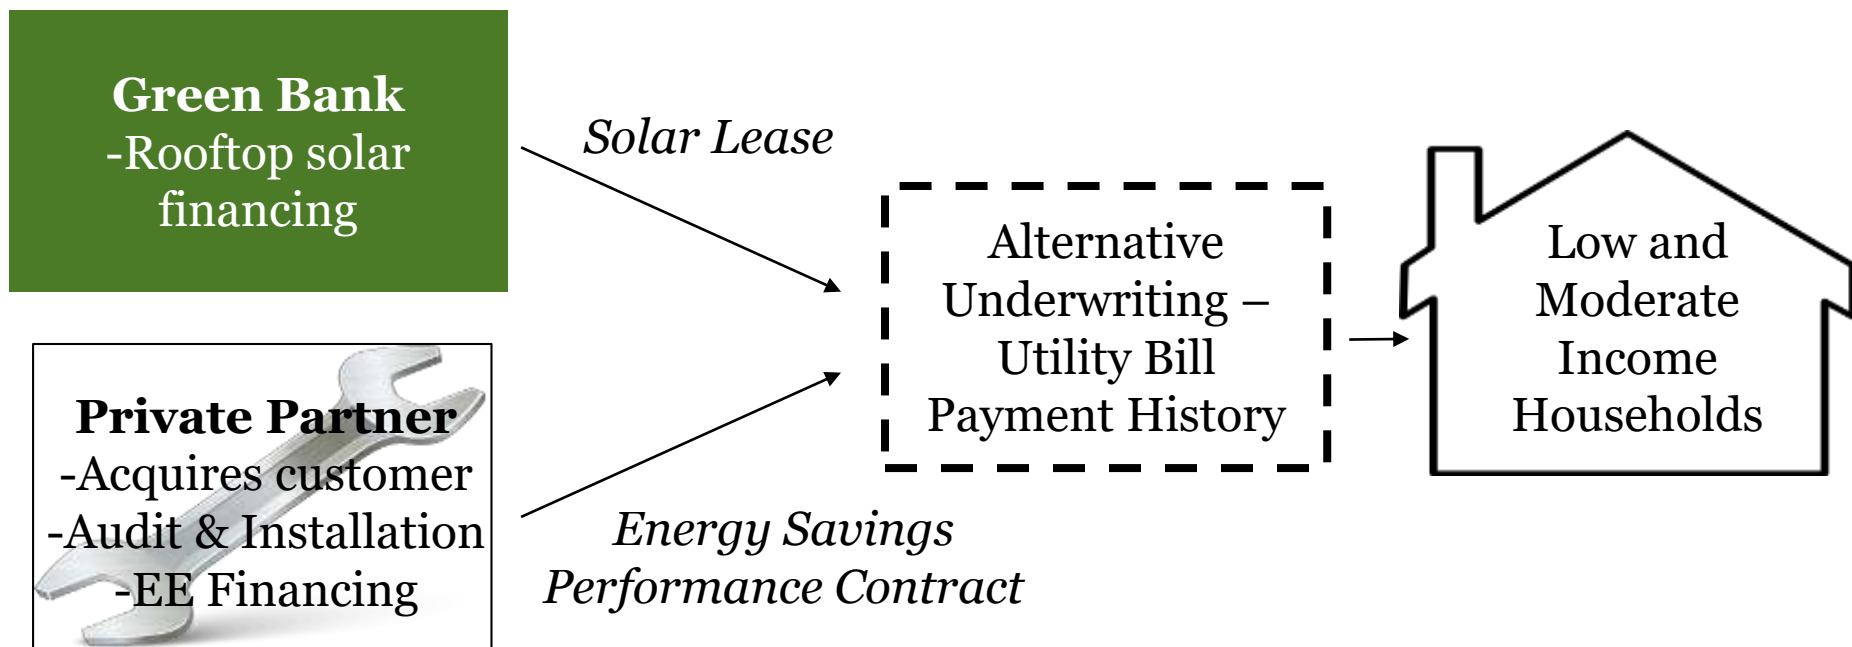 Green Bank
-Rooftop solar
financing
Solar Lease
Private Partner
-Acquires customer
-Audit & Installation
-EE Financing
Energy Savings
Performance Contract
Alternative
Underwriting –
Utility Bill
Payment History
Low and
Moderate
Income
Households